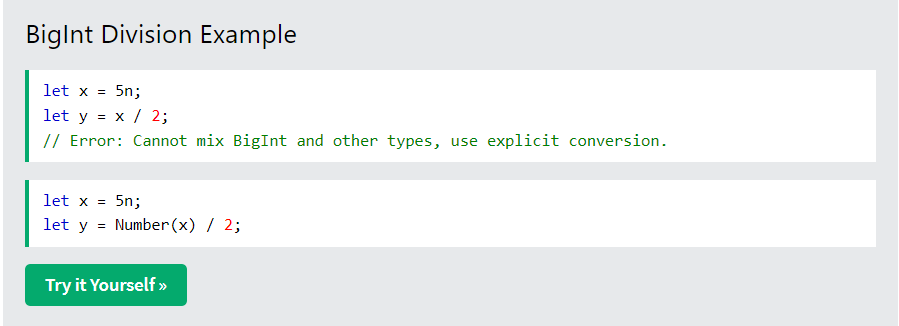 BigInt Division Example
let x = 5n;
let y = x / 2;
// Error: Cannot mix BigInt and other types, use explicit conversion.
let x = 5n;
let y = Number(x) / 2;
Try it Yourself »